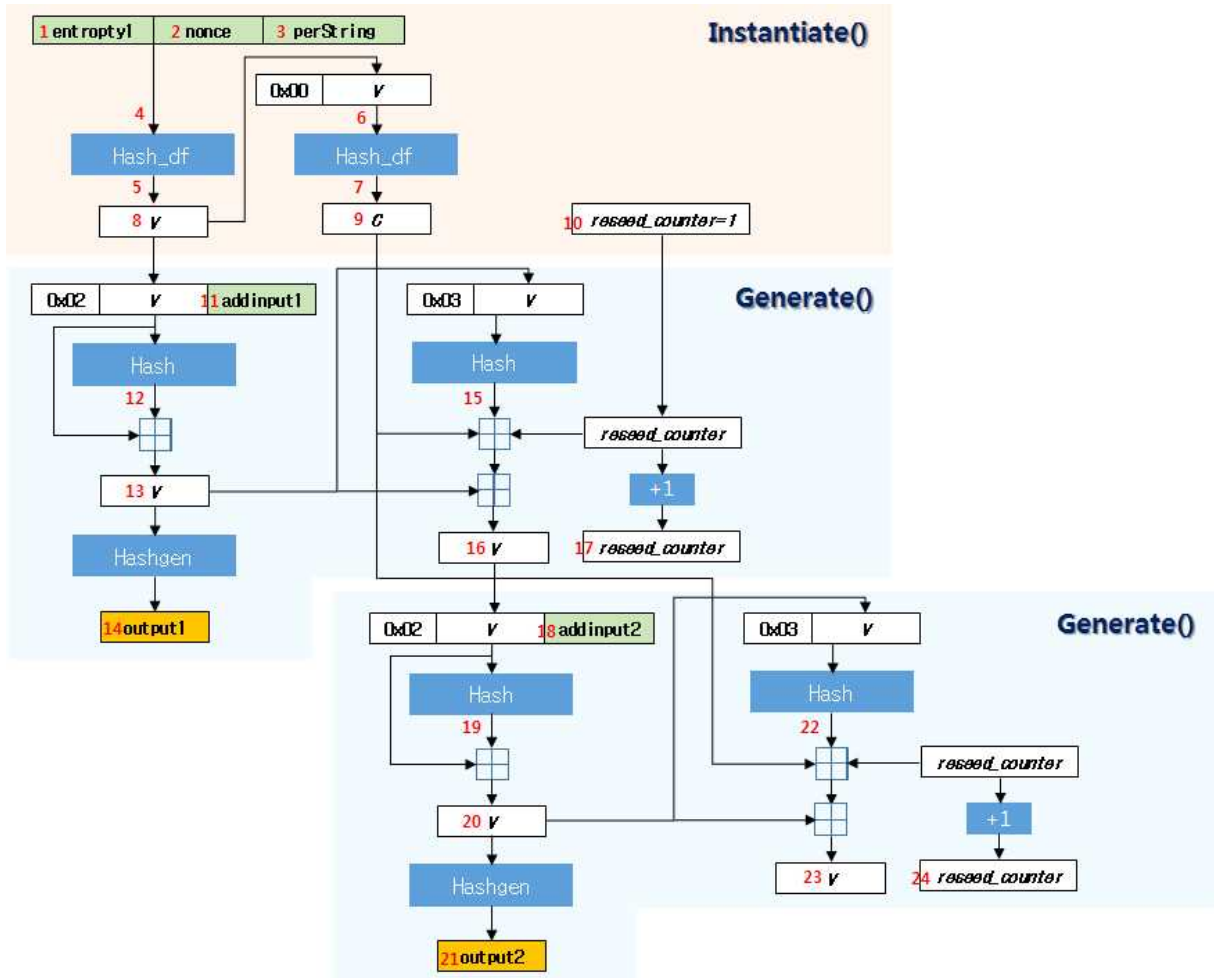 1 entropty1 2 nonce 3 perString
Instantiate()
0x00 V
4
6
Hash_df Hash_df
5
7
8 V 9 C 10 reseed_counter=1
0x02 V 11 addinput1 0x03 V
Generate()
Hash Hash
12
15
reseed_counter
13 V +1
Hashgen 16 V 17 reseed_counter
14 output1 0x02 V 18 addinput2 0x03 V
Generate()
Hash Hash
19
22
reseed_counter
20 V +1
Hashgen 23 V 24 reseed_counter
21 output2